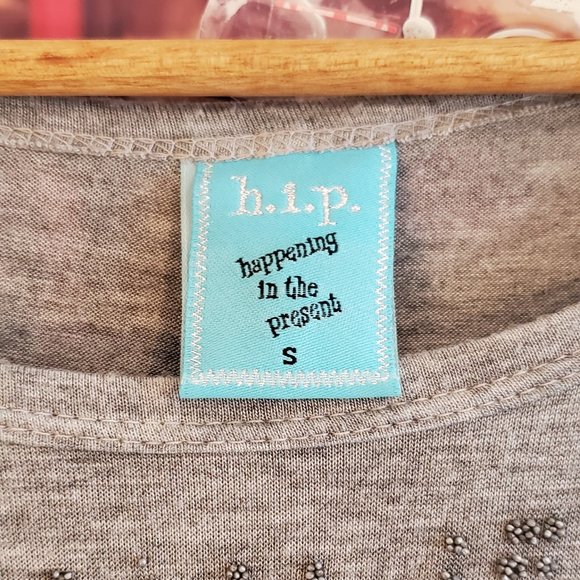 h.i.p.
happening
in the
present
S